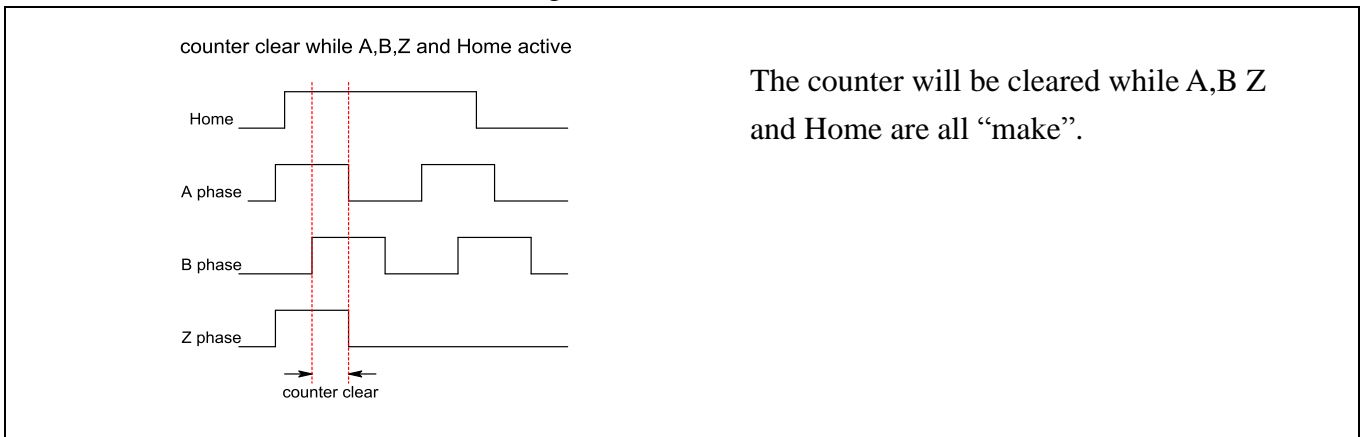 counter clear while A,B,Z and Home active
Home
A phase
B phase
Z phase
counter clear
The counter will be cleared while A,B Z
and Home are all “make”.